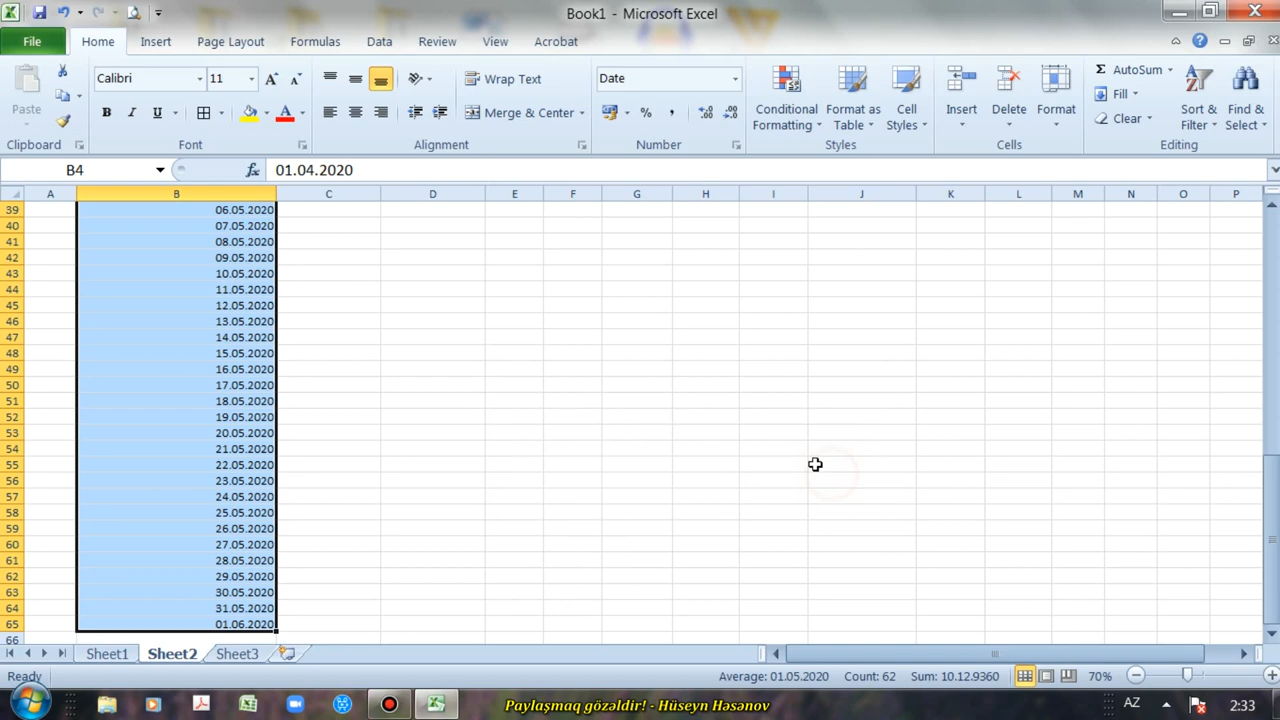 Book1 - Microsoft Excel
File Home Insert Page Layout Formulas Data Review View Acrobat
Calibri 11 Wrap Text Date AutoSum
Paste Fill
B I U Merge & Center % Conditional Formatting Format as Table Cell Styles Insert Delete Format Clear Sort & Filter Find & Select
Clipboard Font Alignment Number Styles Cells Editing
B4 fx 01.04.2020
A B C D E F G H I J K L M N O P
39 06.05.2020
40 07.05.2020
41 08.05.2020
42 09.05.2020
43 10.05.2020
44 11.05.2020
45 12.05.2020
46 13.05.2020
47 14.05.2020
48 15.05.2020
49 16.05.2020
50 17.05.2020
51 18.05.2020
52 19.05.2020
53 20.05.2020
54 21.05.2020
55 22.05.2020
56 23.05.2020
57 24.05.2020
58 25.05.2020
59 26.05.2020
60 27.05.2020
61 28.05.2020
62 29.05.2020
63 30.05.2020
64 31.05.2020
65 01.06.2020
66
Sheet1 Sheet2 Sheet3
Ready Average: 01.05.2020 Count: 62 Sum: 10.12.9360 70%
Paylaşmaq gözəldir! - Hüseyn Həsənov AZ 2:33